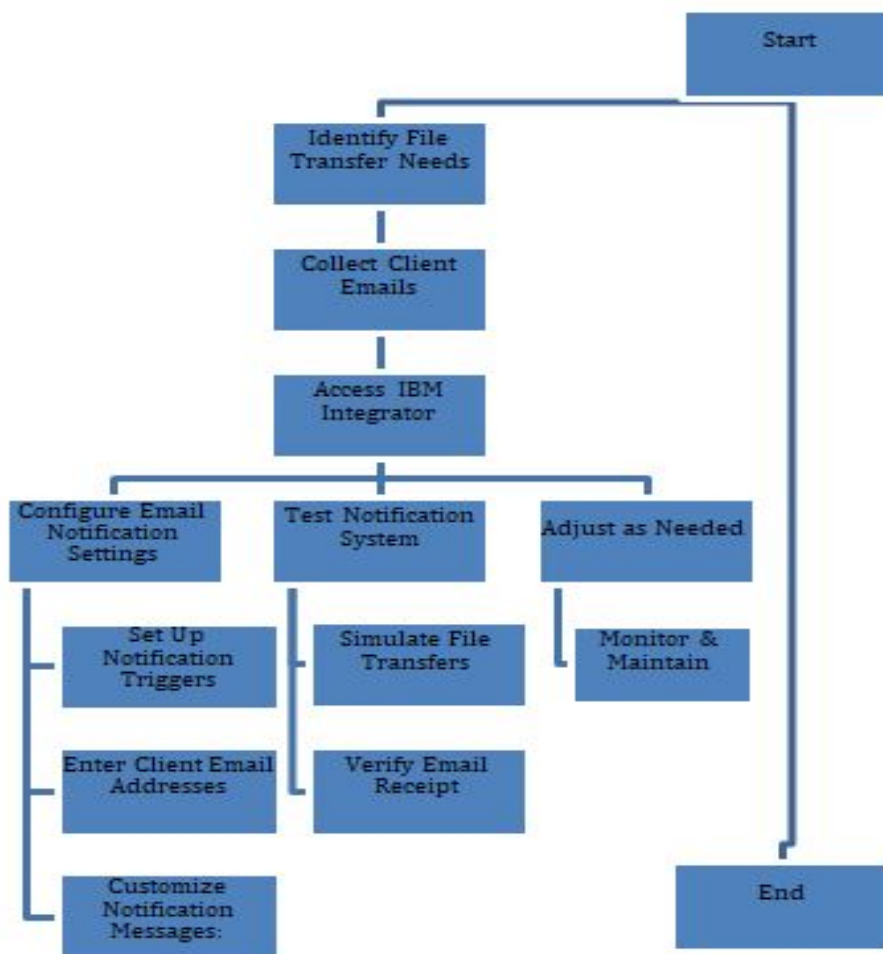 Start
Identify File
Transfer Needs
Collect Client
Emails
Access IBM
Integrator
Configure Email
Notification
Settings
Set Up
Notification
Triggers
Enter Client Email
Addresses
Customize
Notification
Messages:
Test Notification
System
Simulate File
Transfers
Verify Email
Receipt
Adjust as Needed
Monitor &
Maintain
End